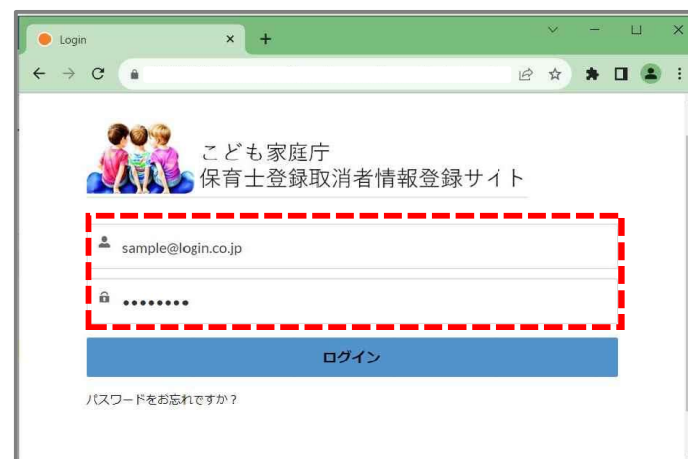 Login
こども家庭庁
保育士登録取消者情報登録サイト
sample@login.co.jp
••••••••
ログイン
パスワードをお忘れですか？